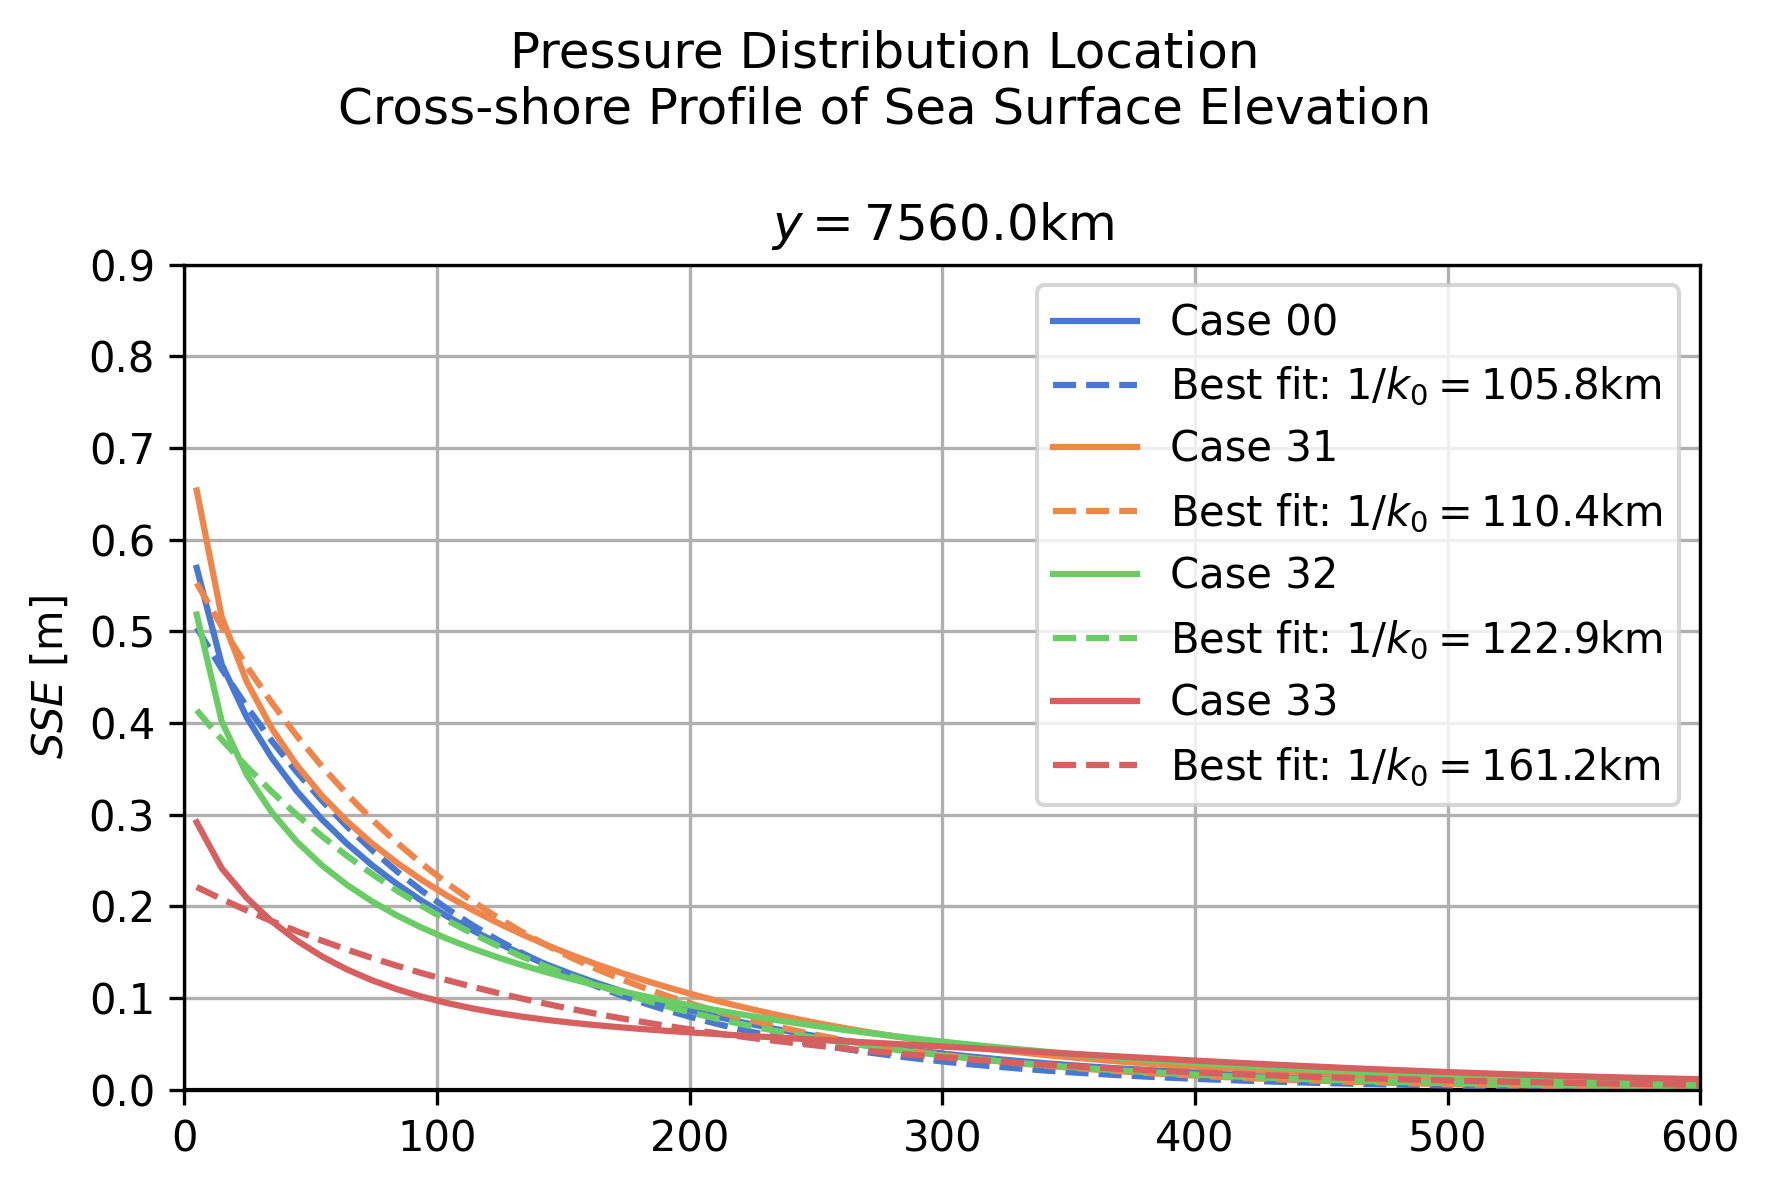 Pressure Distribution Location
Cross-shore Profile of Sea Surface Elevation
y = 7560.0km
0.9
0.8
0.7
0.6
0.5
0.4
0.3
0.2
0.1
0.0
SSE [m]
Case 00
Best fit: 1/k₀ = 105.8km
Case 31
Best fit: 1/k₀ = 110.4km
Case 32
Best fit: 1/k₀ = 122.9km
Case 33
Best fit: 1/k₀ = 161.2km
0 100 200 300 400 500 600